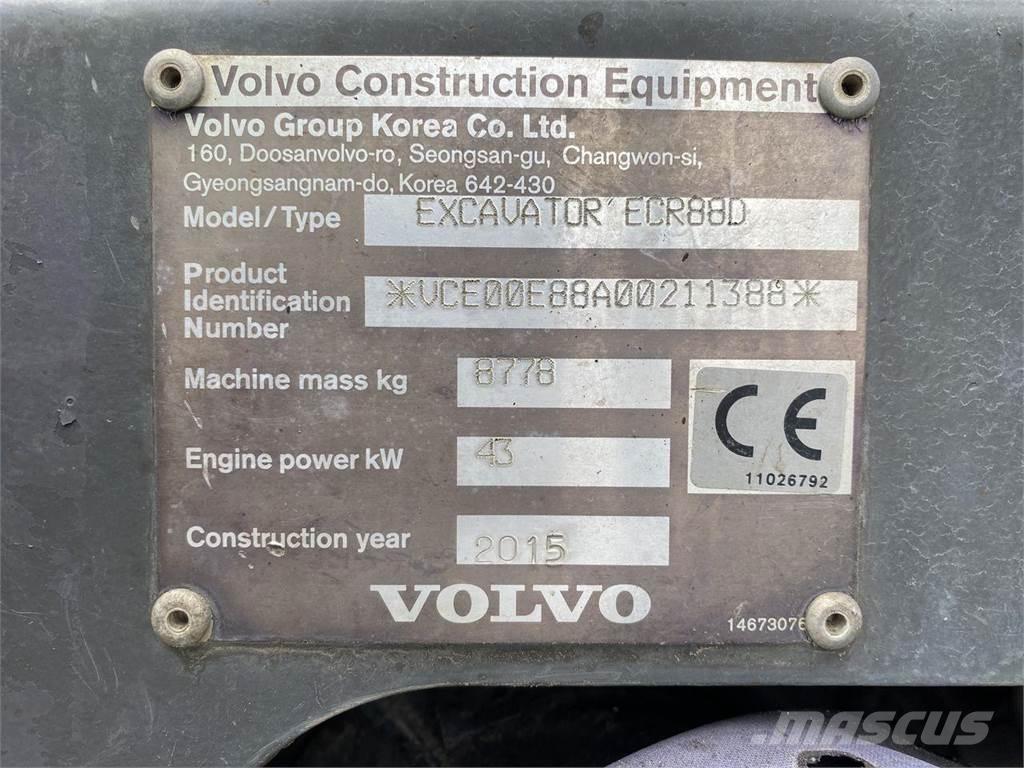 Volvo Construction Equipment
Volvo Group Korea Co. Ltd.
160, Doosanvolvo-ro, Seongsan-gu, Changwon-si,
Gyeongsangnam-do, Korea 642-430
Model/Type EXCAVATOR ECR88D
Product
Identification *VCE00E88A00211388*
Number
Machine mass kg 8778
Engine power kW 43
CE
11026792
Construction year 2015
VOLVO
MASCUS